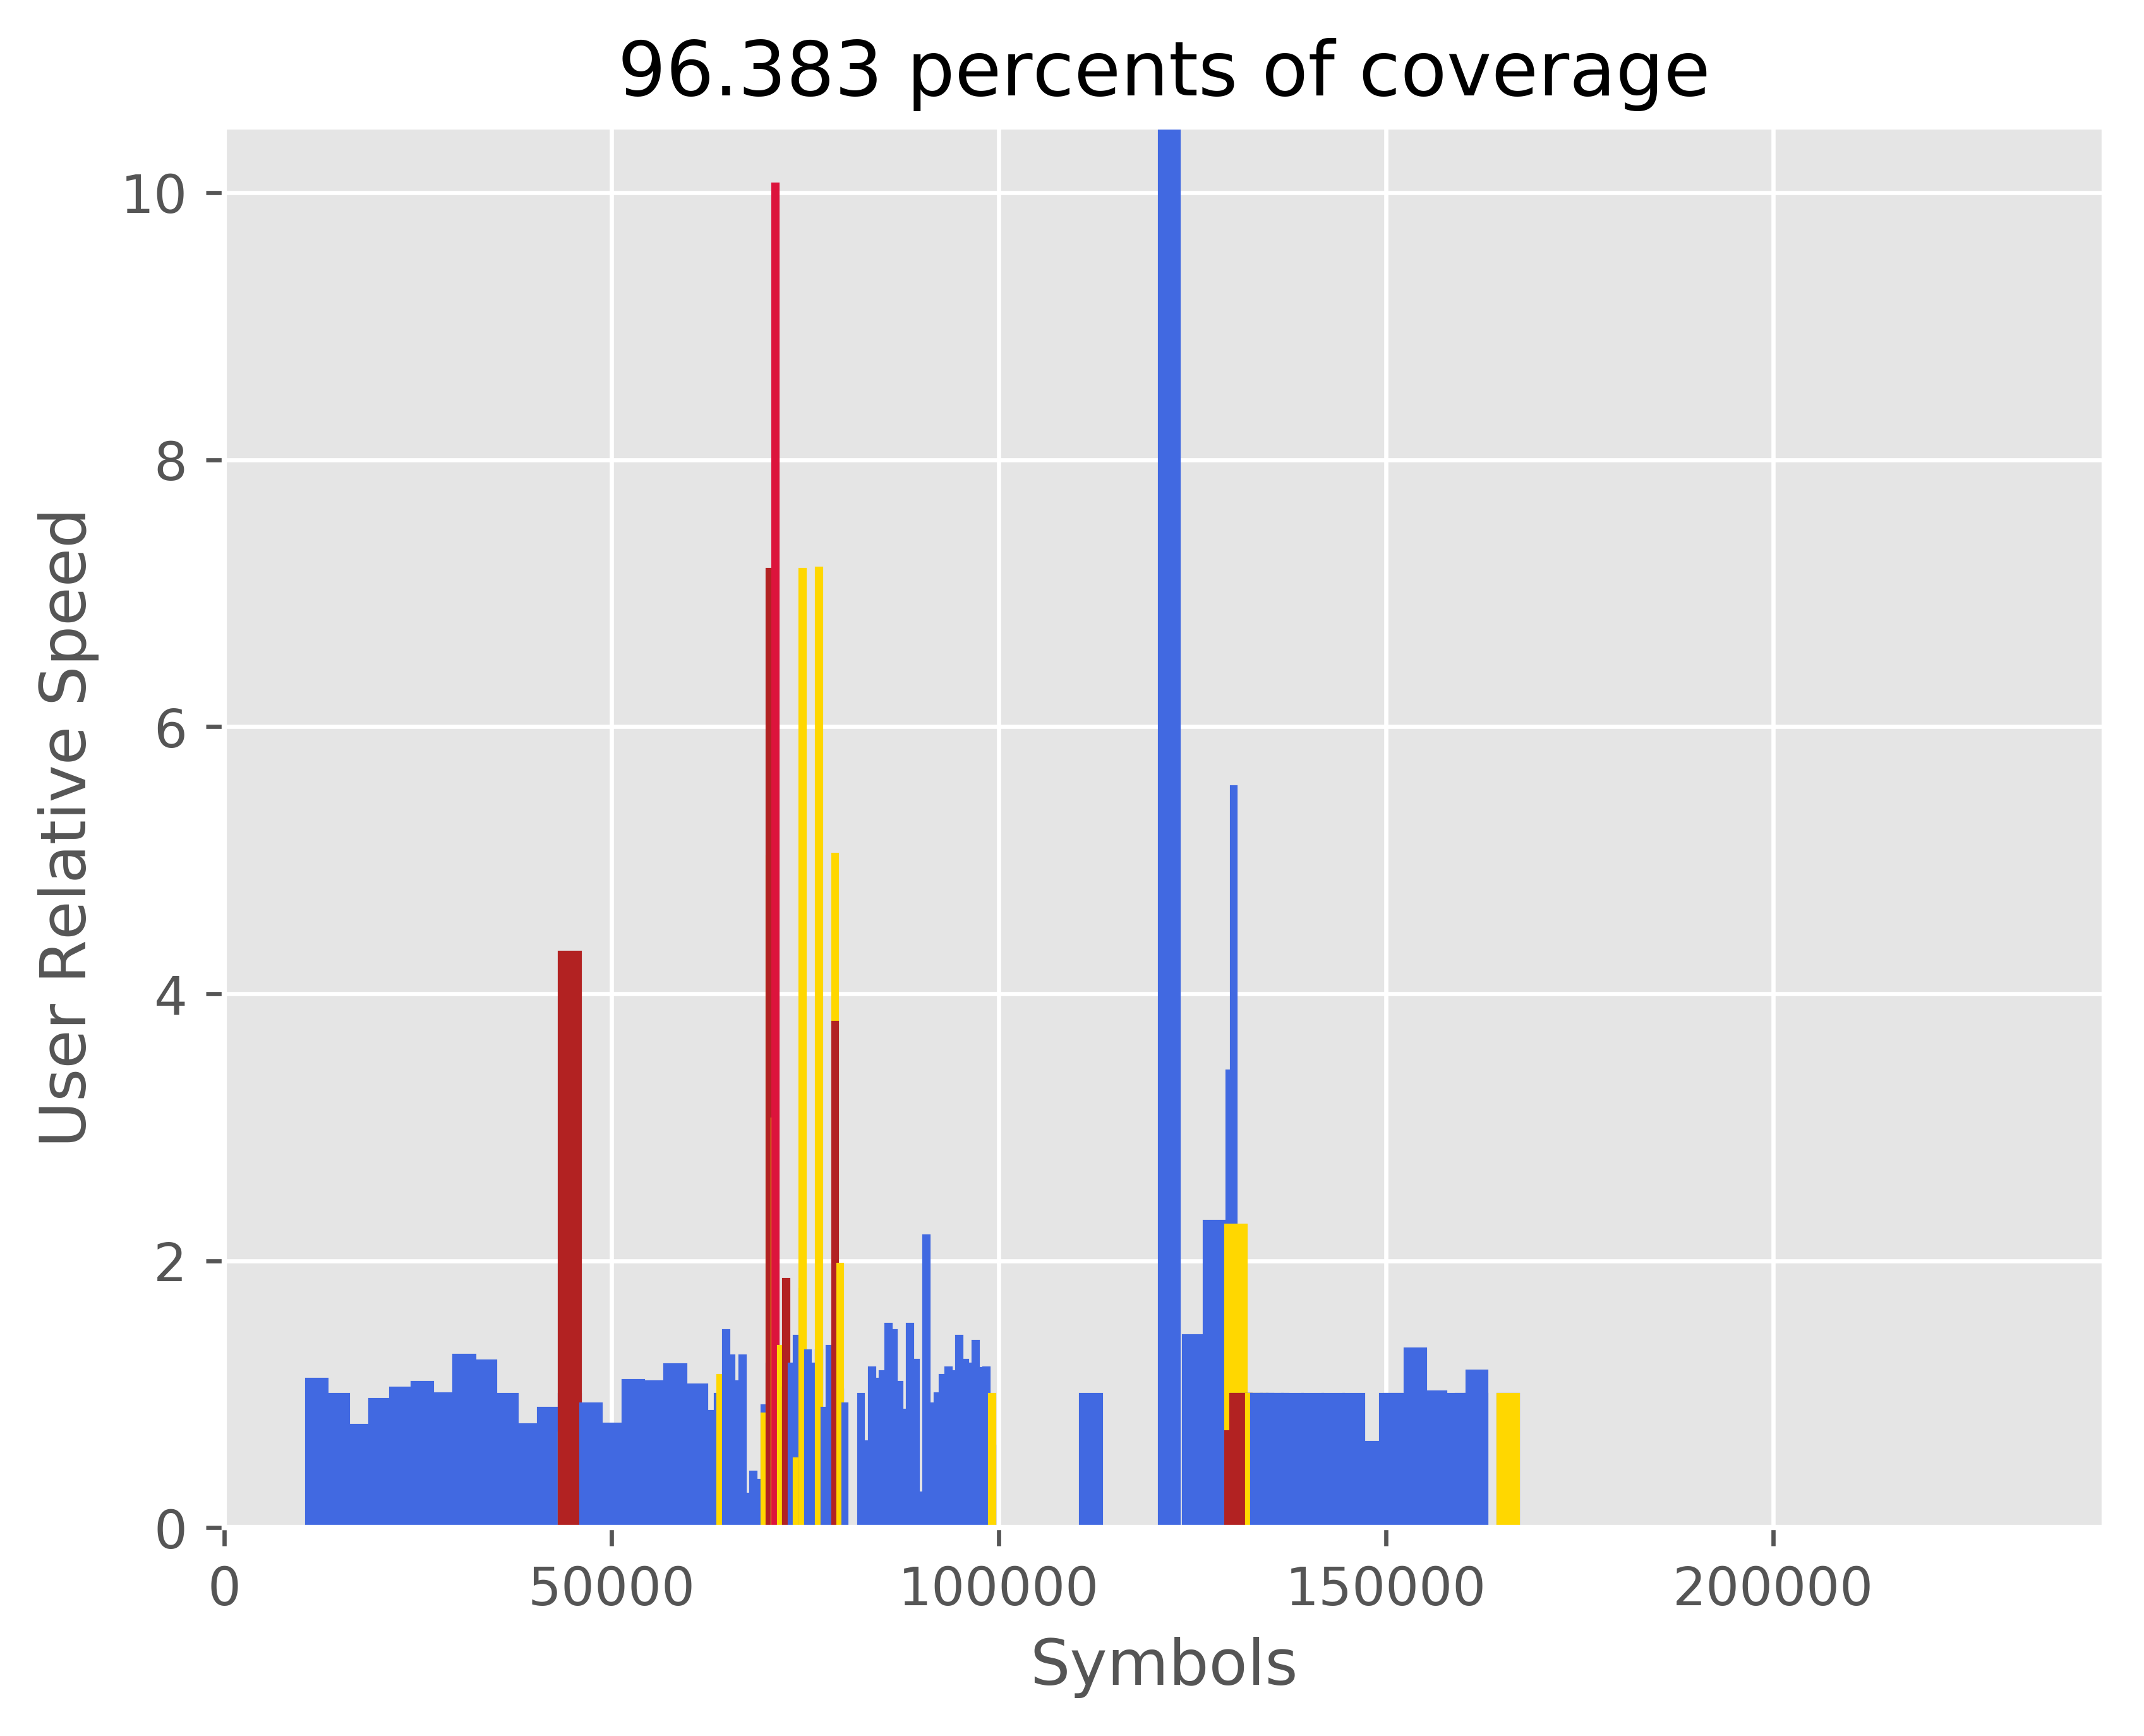 96.383 percents of coverage
10
8
6
4
2
0
User Relative Speed
0 50000 100000 150000 200000
Symbols